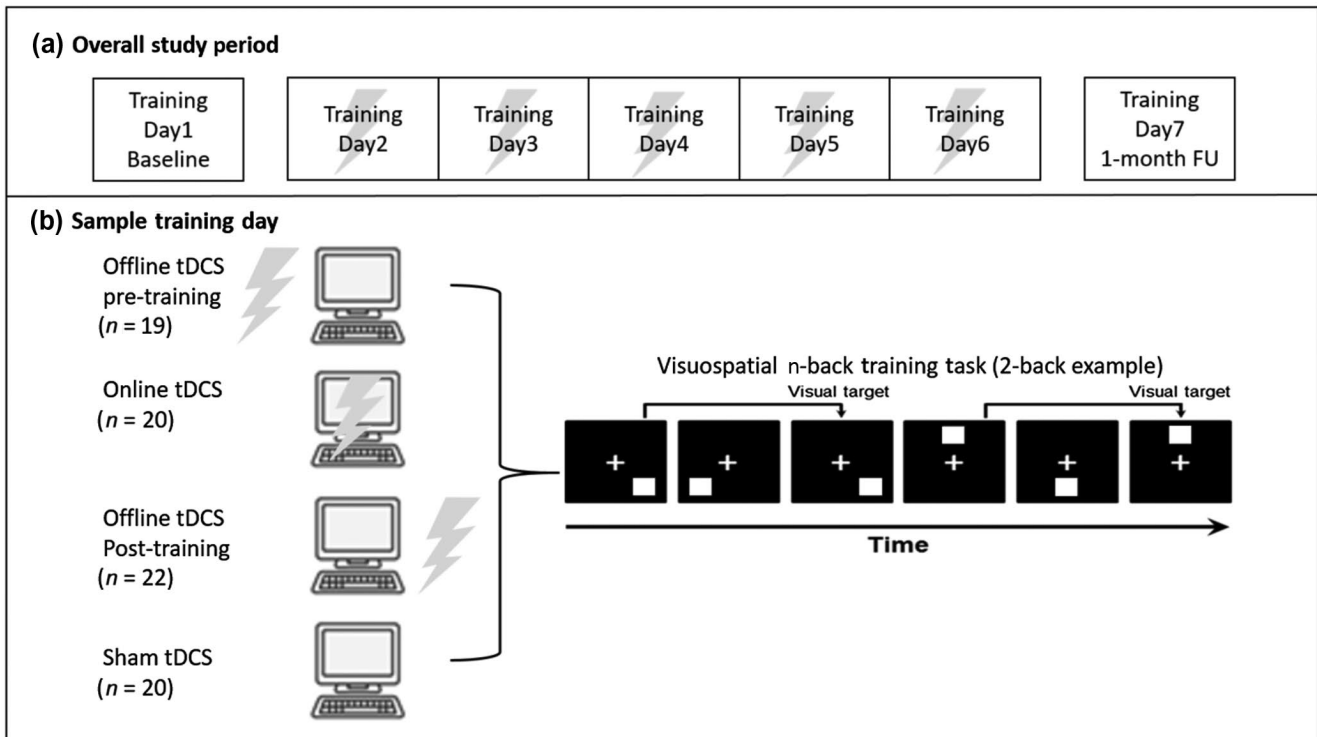 (a) Overall study period
Training
Day1
Baseline
Training
Day2
Training
Day3
Training
Day4
Training
Day5
Training
Day6
Training
Day7
1-month FU
(b) Sample training day
Offline tDCS
pre-training
(n = 19)
Online tDCS
(n = 20)
Offline tDCS
Post-training
(n = 22)
Sham tDCS
(n = 20)
Visuospatial n-back training task (2-back example)
Visual target
Visual target
Time